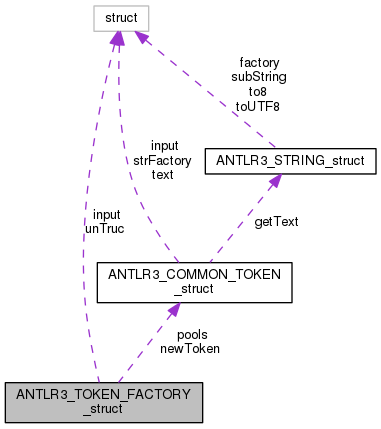 struct
factory
subString
to8
toUTF8
input
strFactory
text
ANTLR3_STRING_struct
input
unTruc
getText
ANTLR3_COMMON_TOKEN
_struct
pools
newToken
ANTLR3_TOKEN_FACTORY
_struct